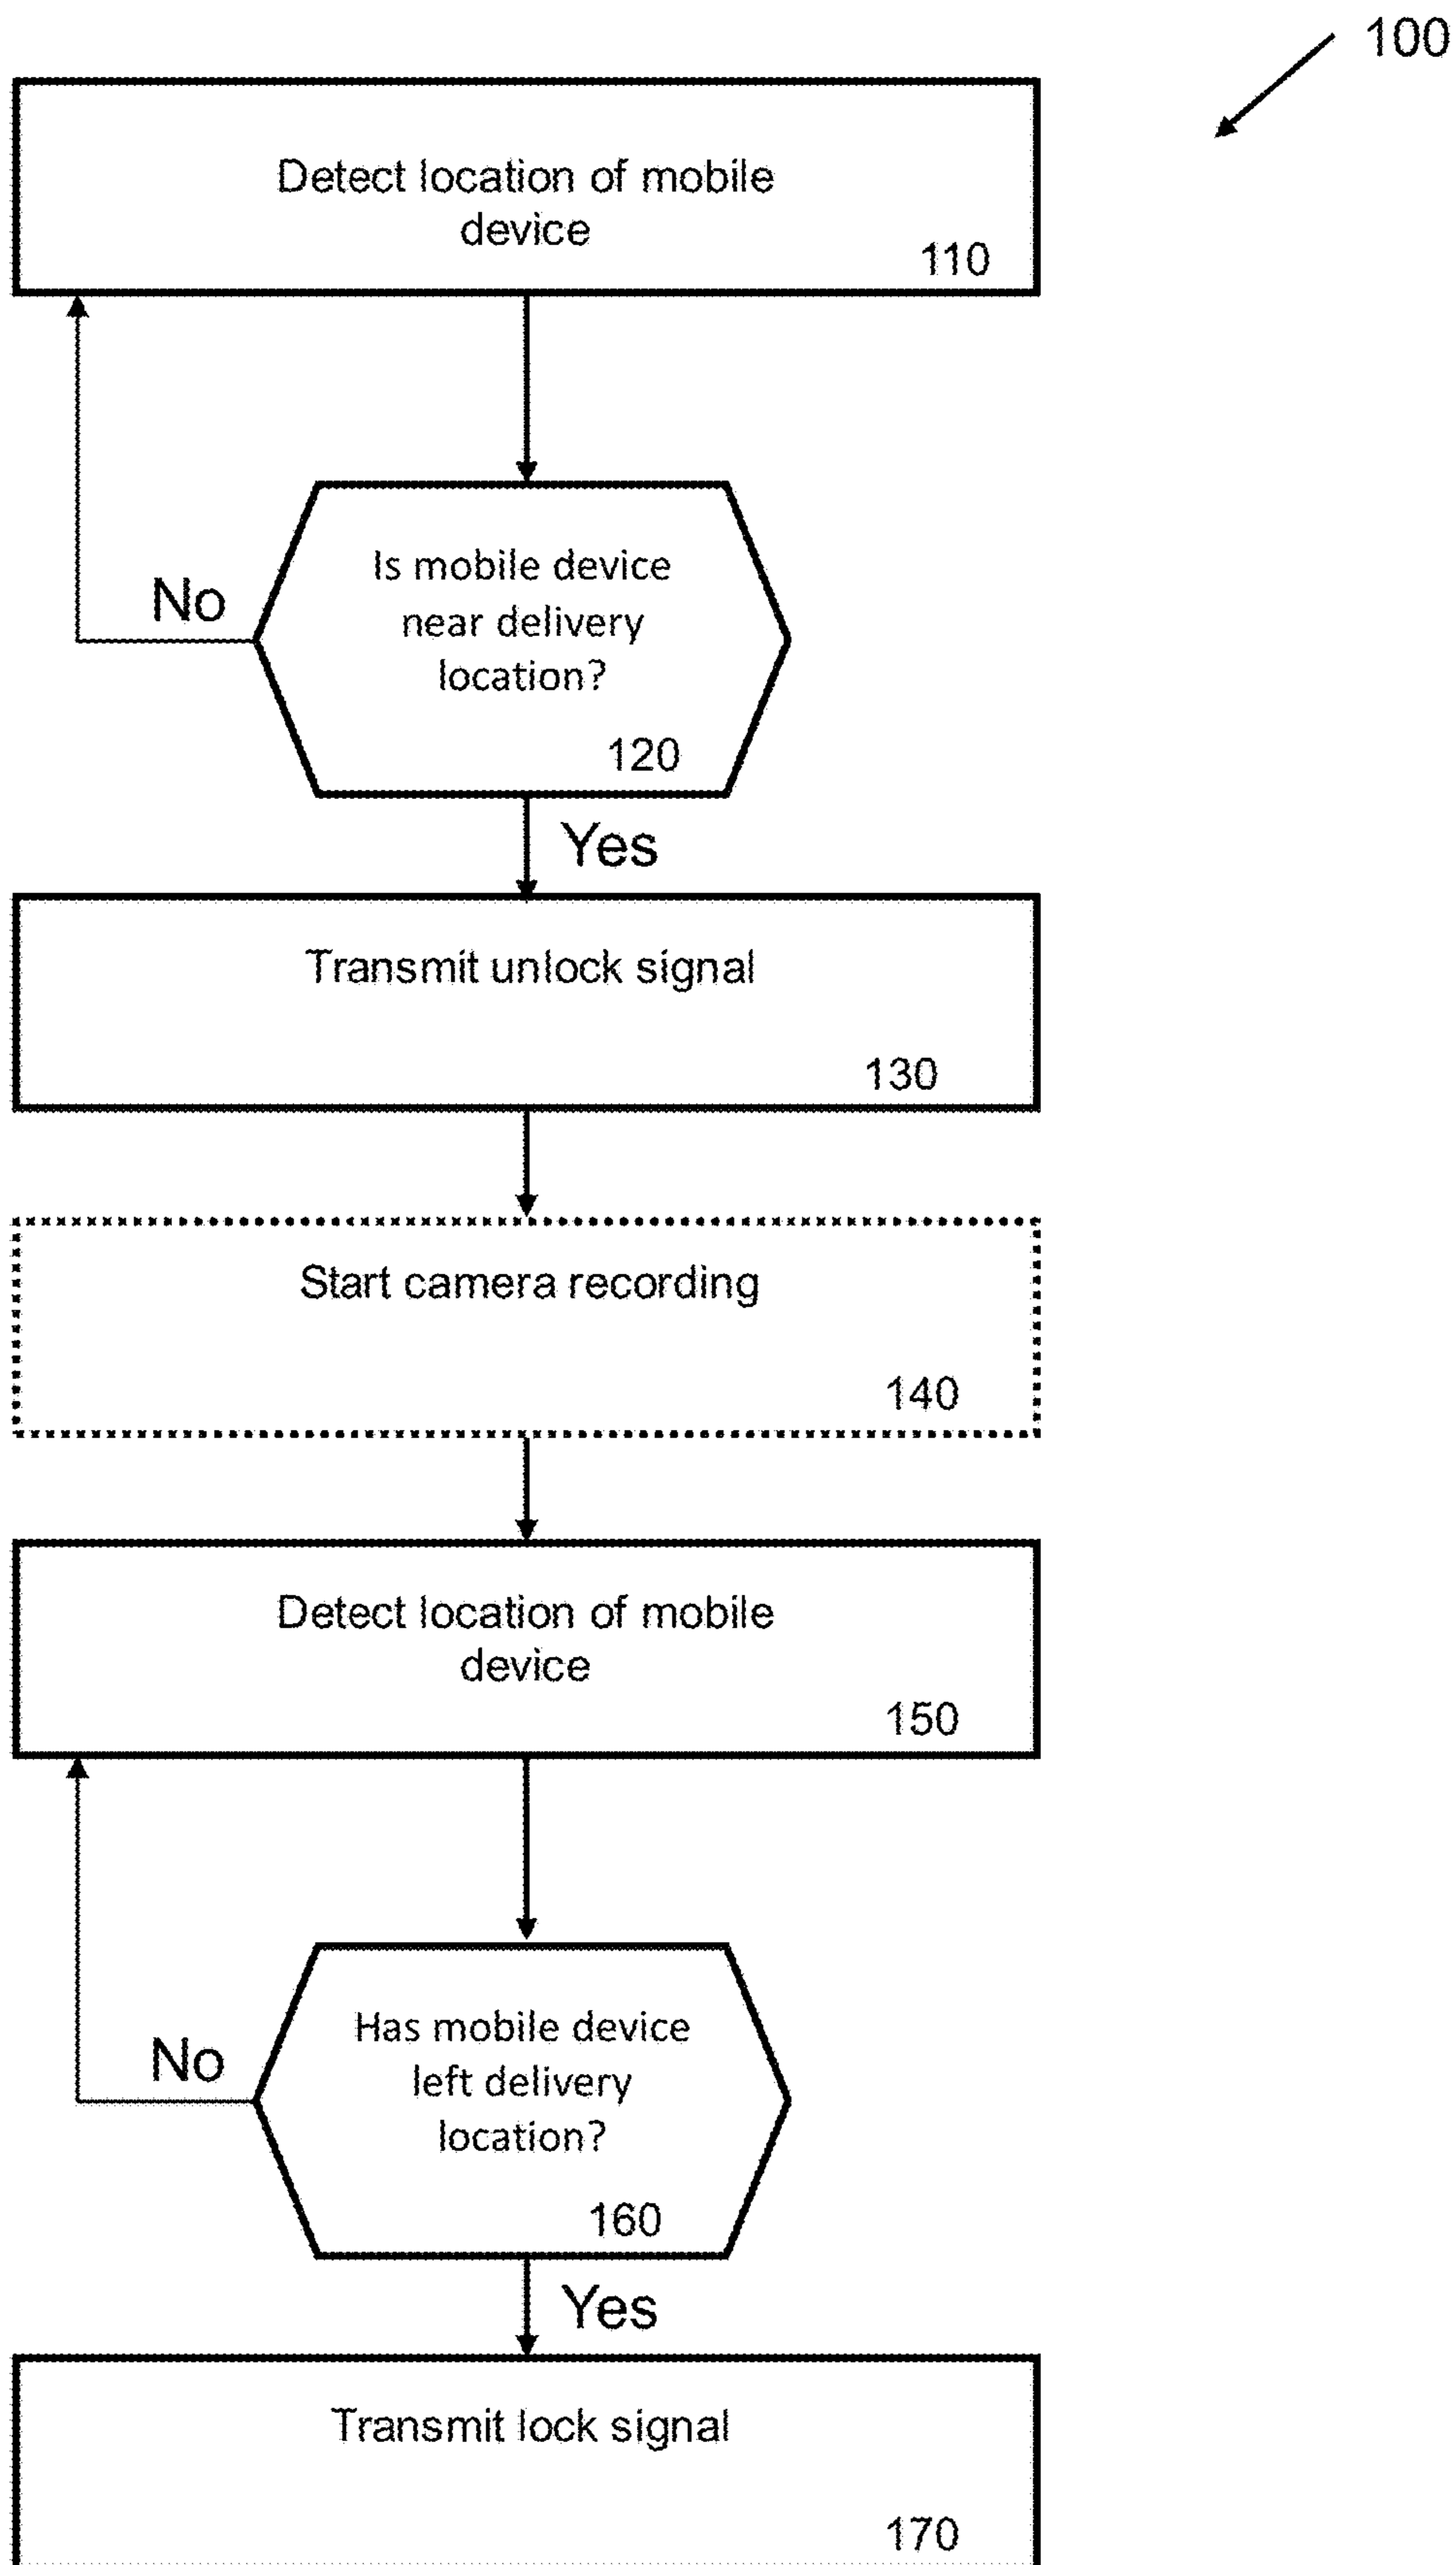 100
Detect location of mobile
device
110
Is mobile device
near delivery
location?
No
120
Yes
Transmit unlock signal
130
Start camera recording
140
Detect location of mobile
device
150
Has mobile device
left delivery
location?
No
160
Yes
Transmit lock signal
170